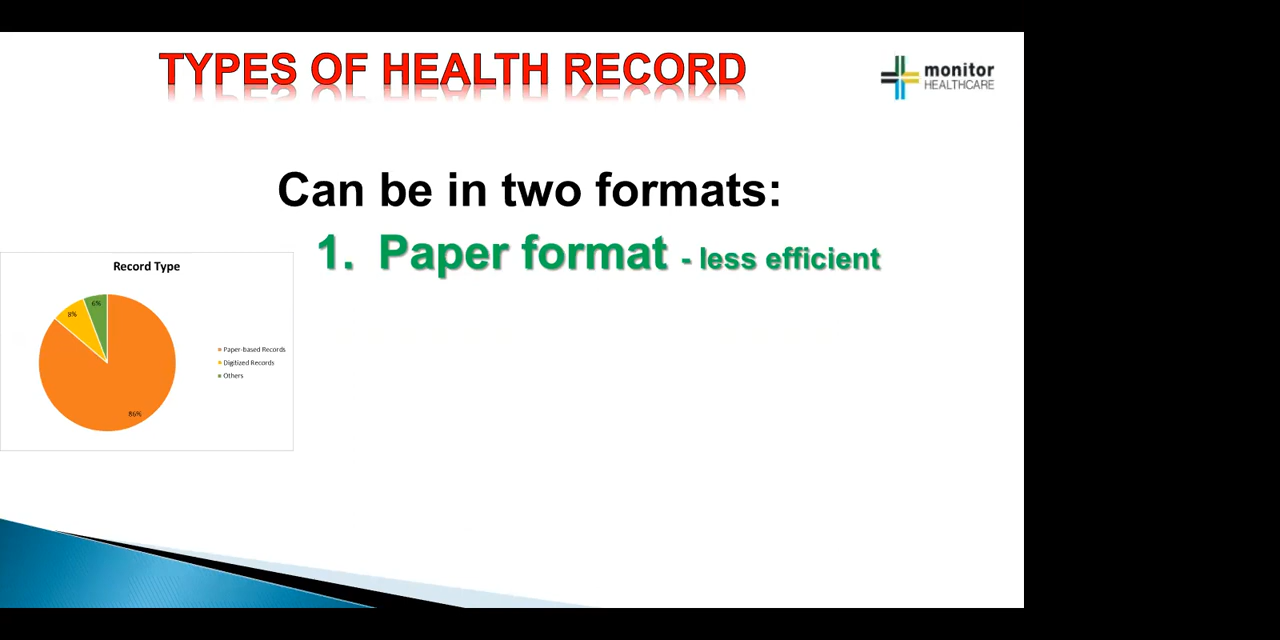 TYPES OF HEALTH RECORD
monitor
HEALTHCARE
Can be in two formats:
1. Paper format - less efficient
Record Type
6%
8%
Paper-based Records
Digitized Records
Others
86%